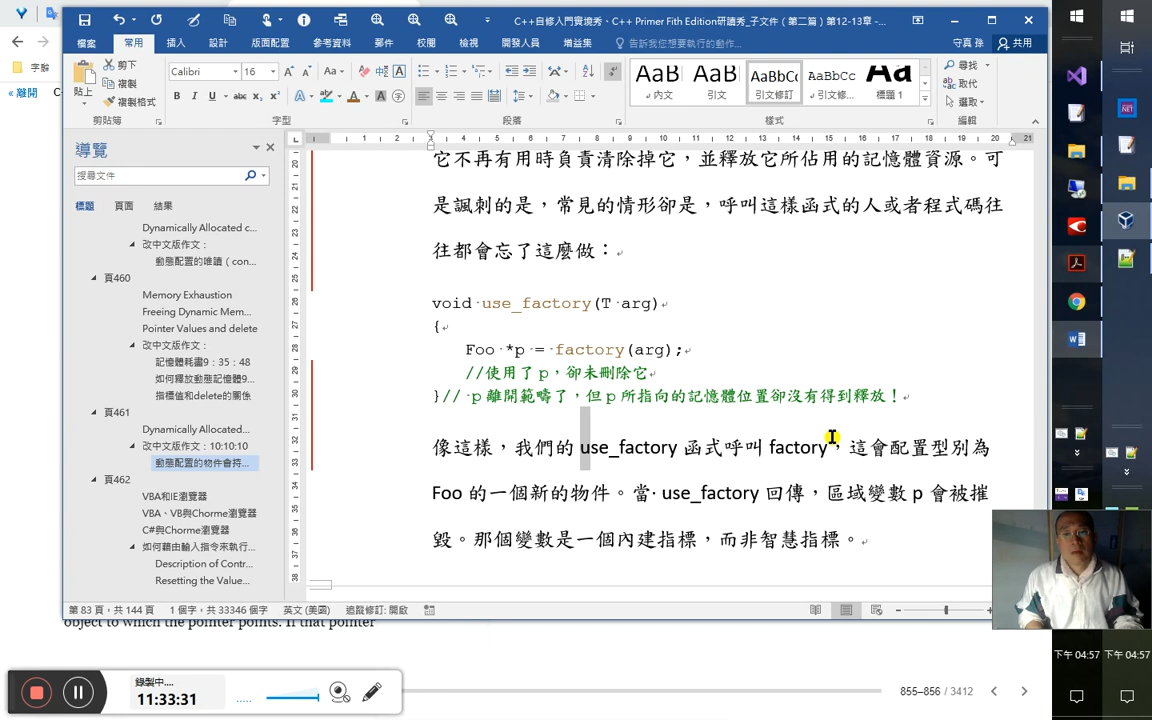 C++自修入門實境秀、C++ Primer Fith Edition研讀秀_子文件（第二篇）第12-13章 - ...
檔案 常用 插入 設計 版面配置 參考資料 郵件 校閱 檢視 開發人員 增益集 告訴我您想要執行的動作... 守真 孫 共用
字幹
剪下
複製
貼上
複製格式
Calibri 16
AaBb AaBb AaBbCc AaBbCc Aa
內文 引文 引文修訂 引文修... 標題 1
尋找
取代
選取
剪貼簿 字型 段落 樣式 編輯
« 離開
導覽
搜尋文件
標題 頁面 結果
Dynamically Allocated c...
改中文版作文：
動態配置的唯讀（con...
頁460
Memory Exhaustion
Freeing Dynamic Mem...
Pointer Values and delete
改中文版作文：
記憶體耗盡9：35：48
如何釋放動態記憶體9...
指標值和delete的關係
頁461
Dynamically Allocated...
改中文版作文：10:10:10
動態配置的物件會持...
頁462
VBA和IE瀏覽器
VBA、VB與Chorme瀏覽器
C#與Chorme瀏覽器
如何藉由輸入指令來執行...
Description of Contr...
Resetting the Value...
它不再有用時負責清除掉它，並釋放它所佔用的記憶體資源。可
是諷刺的是，常見的情形卻是，呼叫這樣函式的人或者程式碼往
往都會忘了這麼做：
void use_factory(T arg)
{
Foo *p = factory(arg);
//使用了 p，卻未刪除它
}// p 離開範疇了，但 p 所指向的記憶體位置卻沒有得到釋放！
像這樣，我們的 use_factory 函式呼叫 factory，這會配置型別為
Foo 的一個新的物件。當 use_factory 回傳，區域變數 p 會被摧
毀。那個變數是一個內建指標，而非智慧指標。
第 83 頁，共 144 頁 1 個字，共 33346 個字 英文 (美國) 追蹤修訂: 開啟
object to which the pointer points. If that pointer
錄製中....
11:33:31
855–856 / 3412
下午 04:57 下午 04:57